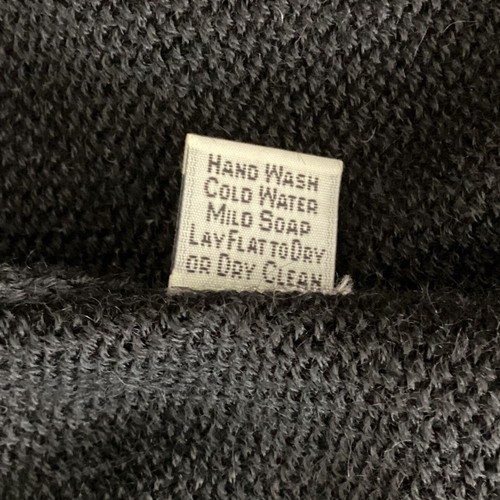 Hand Wash
Cold Water
Mild Soap
Lay Flat to Dry
or Dry Clean